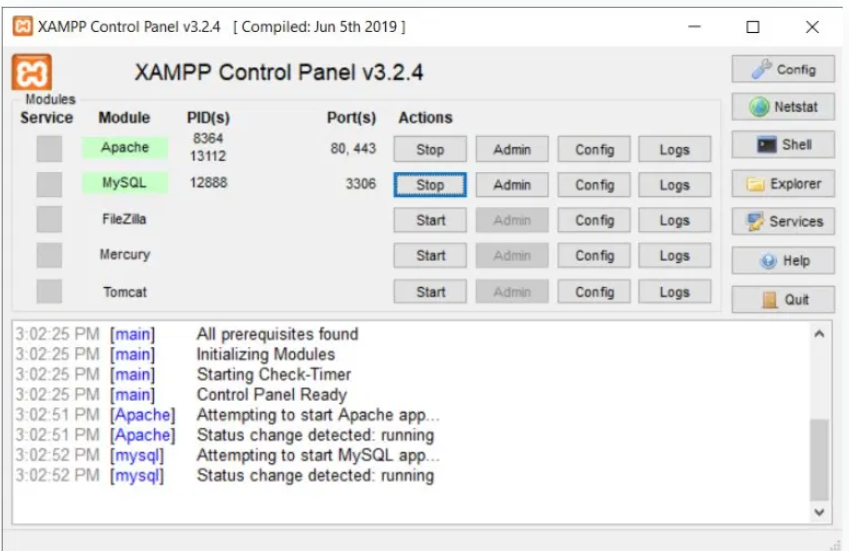 XAMPP Control Panel v3.2.4 [ Compiled: Jun 5th 2019 ]
XAMPP Control Panel v3.2.4
Config
Modules
Service Module PID(s) Port(s) Actions
Netstat
Apache 8364 13112 80, 443 Stop Admin Config Logs
Shell
MySQL 12888 3306 Stop Admin Config Logs
Explorer
FileZilla Start Admin Config Logs
Services
Mercury Start Admin Config Logs
Help
Tomcat Start Admin Config Logs
Quit
3:02:25 PM [main] All prerequisites found
3:02:25 PM [main] Initializing Modules
3:02:25 PM [main] Starting Check-Timer
3:02:25 PM [main] Control Panel Ready
3:02:51 PM [Apache] Attempting to start Apache app...
3:02:51 PM [Apache] Status change detected: running
3:02:52 PM [mysql] Attempting to start MySQL app...
3:02:52 PM [mysql] Status change detected: running